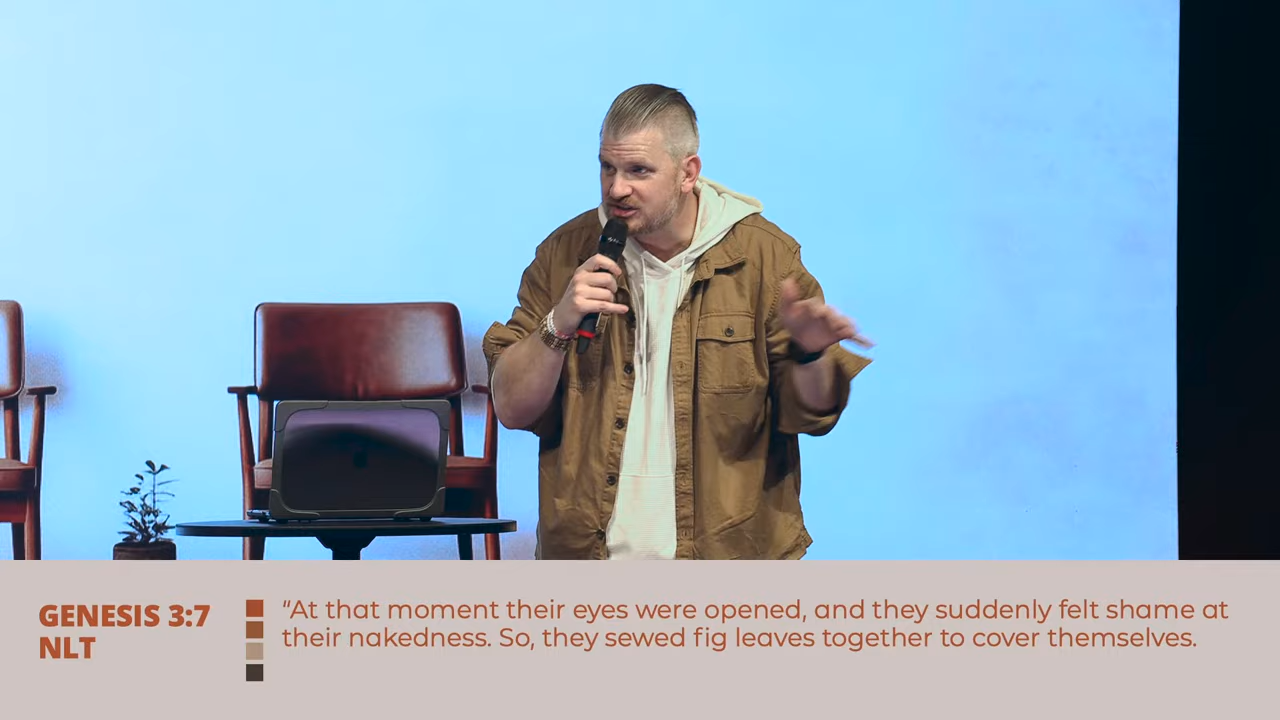 GENESIS 3:7
NLT
“At that moment their eyes were opened, and they suddenly felt shame at
their nakedness. So, they sewed fig leaves together to cover themselves.